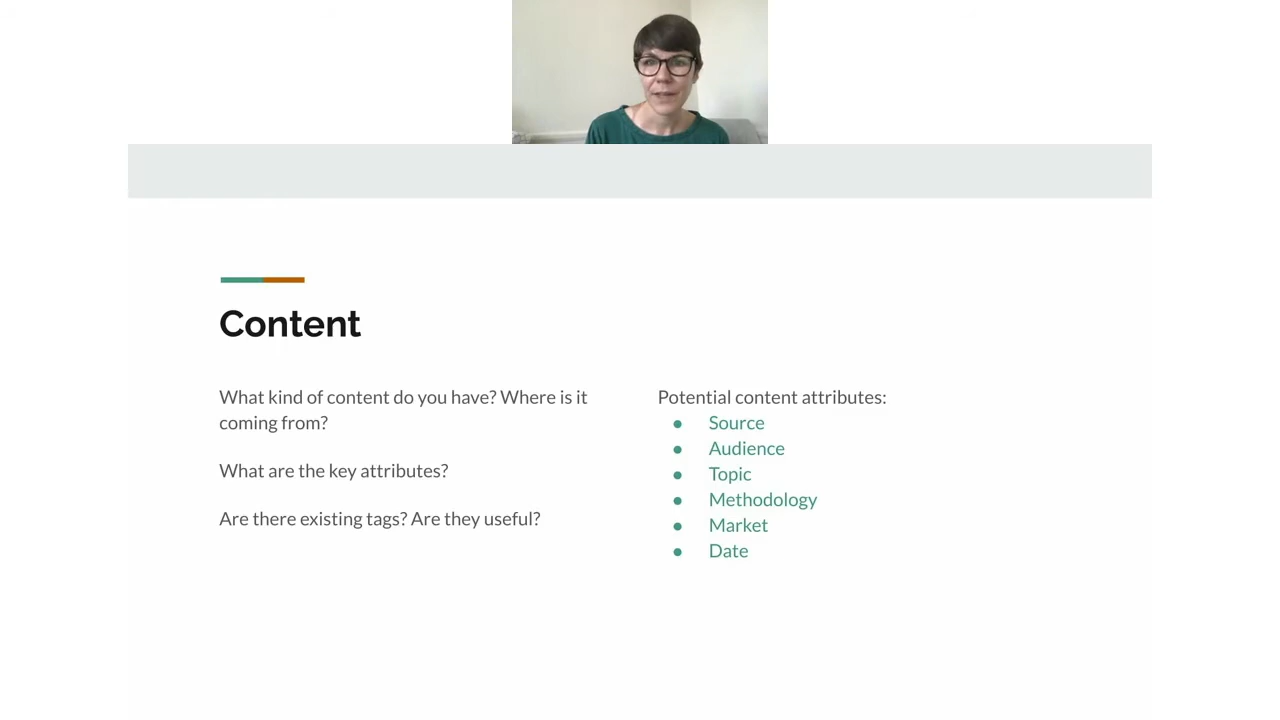 Content
What kind of content do you have? Where is it
coming from?
What are the key attributes?
Are there existing tags? Are they useful?
Potential content attributes:
● Source
● Audience
● Topic
● Methodology
● Market
● Date